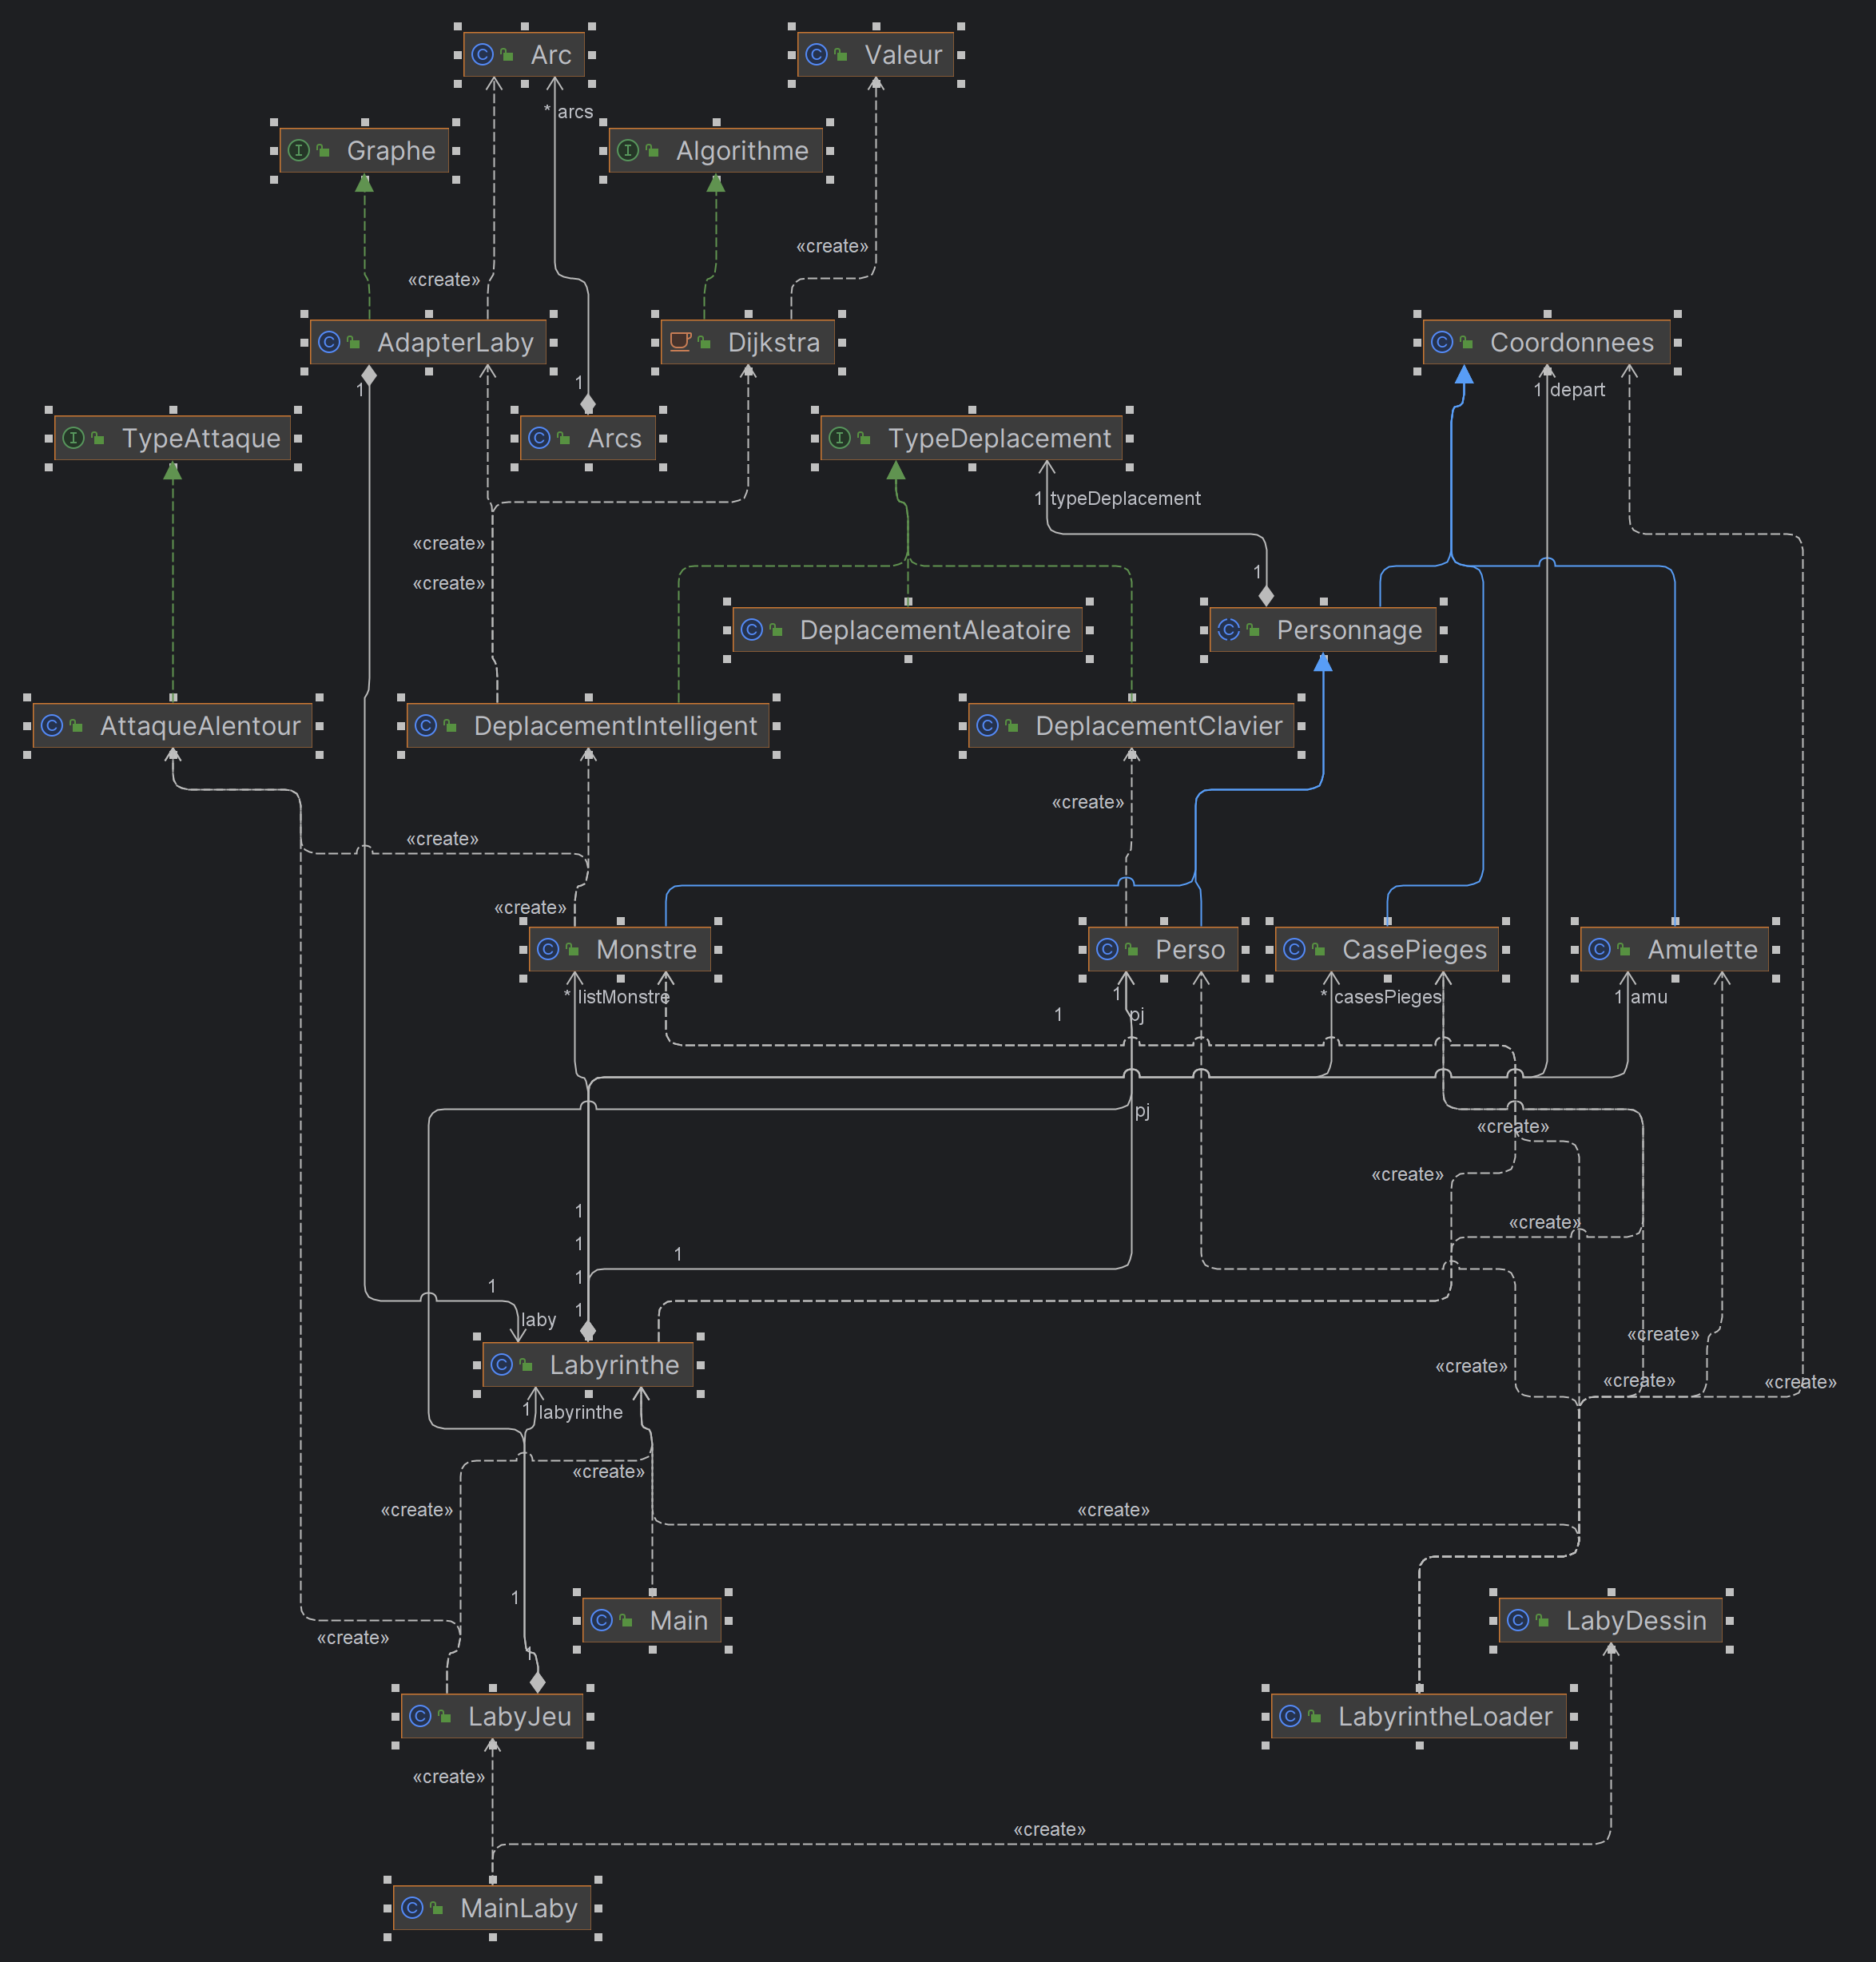 Arc
Valeur
* arcs
Graphe
Algorithme
«create»
«create»
AdapterLaby
Dijkstra
Coordonnees
1
1
1 depart
TypeAttaque
Arcs
TypeDeplacement
1 typeDeplacement
«create»
1
«create»
DeplacementAleatoire
Personnage
AttaqueAlentour
DeplacementIntelligent
DeplacementClavier
«create»
«create»
«create»
Monstre
Perso
CasePieges
Amulette
* listMonstre
1
* casesPieges
1 amu
1
pj
pj
«create»
«create»
1
«create»
1
1
1
1
1
laby
«create»
Labyrinthe
«create»
«create»
«create»
1 labyrinthe
«create»
«create»
«create»
1
Main
LabyDessin
«create»
1
LabyJeu
LabyrintheLoader
«create»
«create»
MainLaby